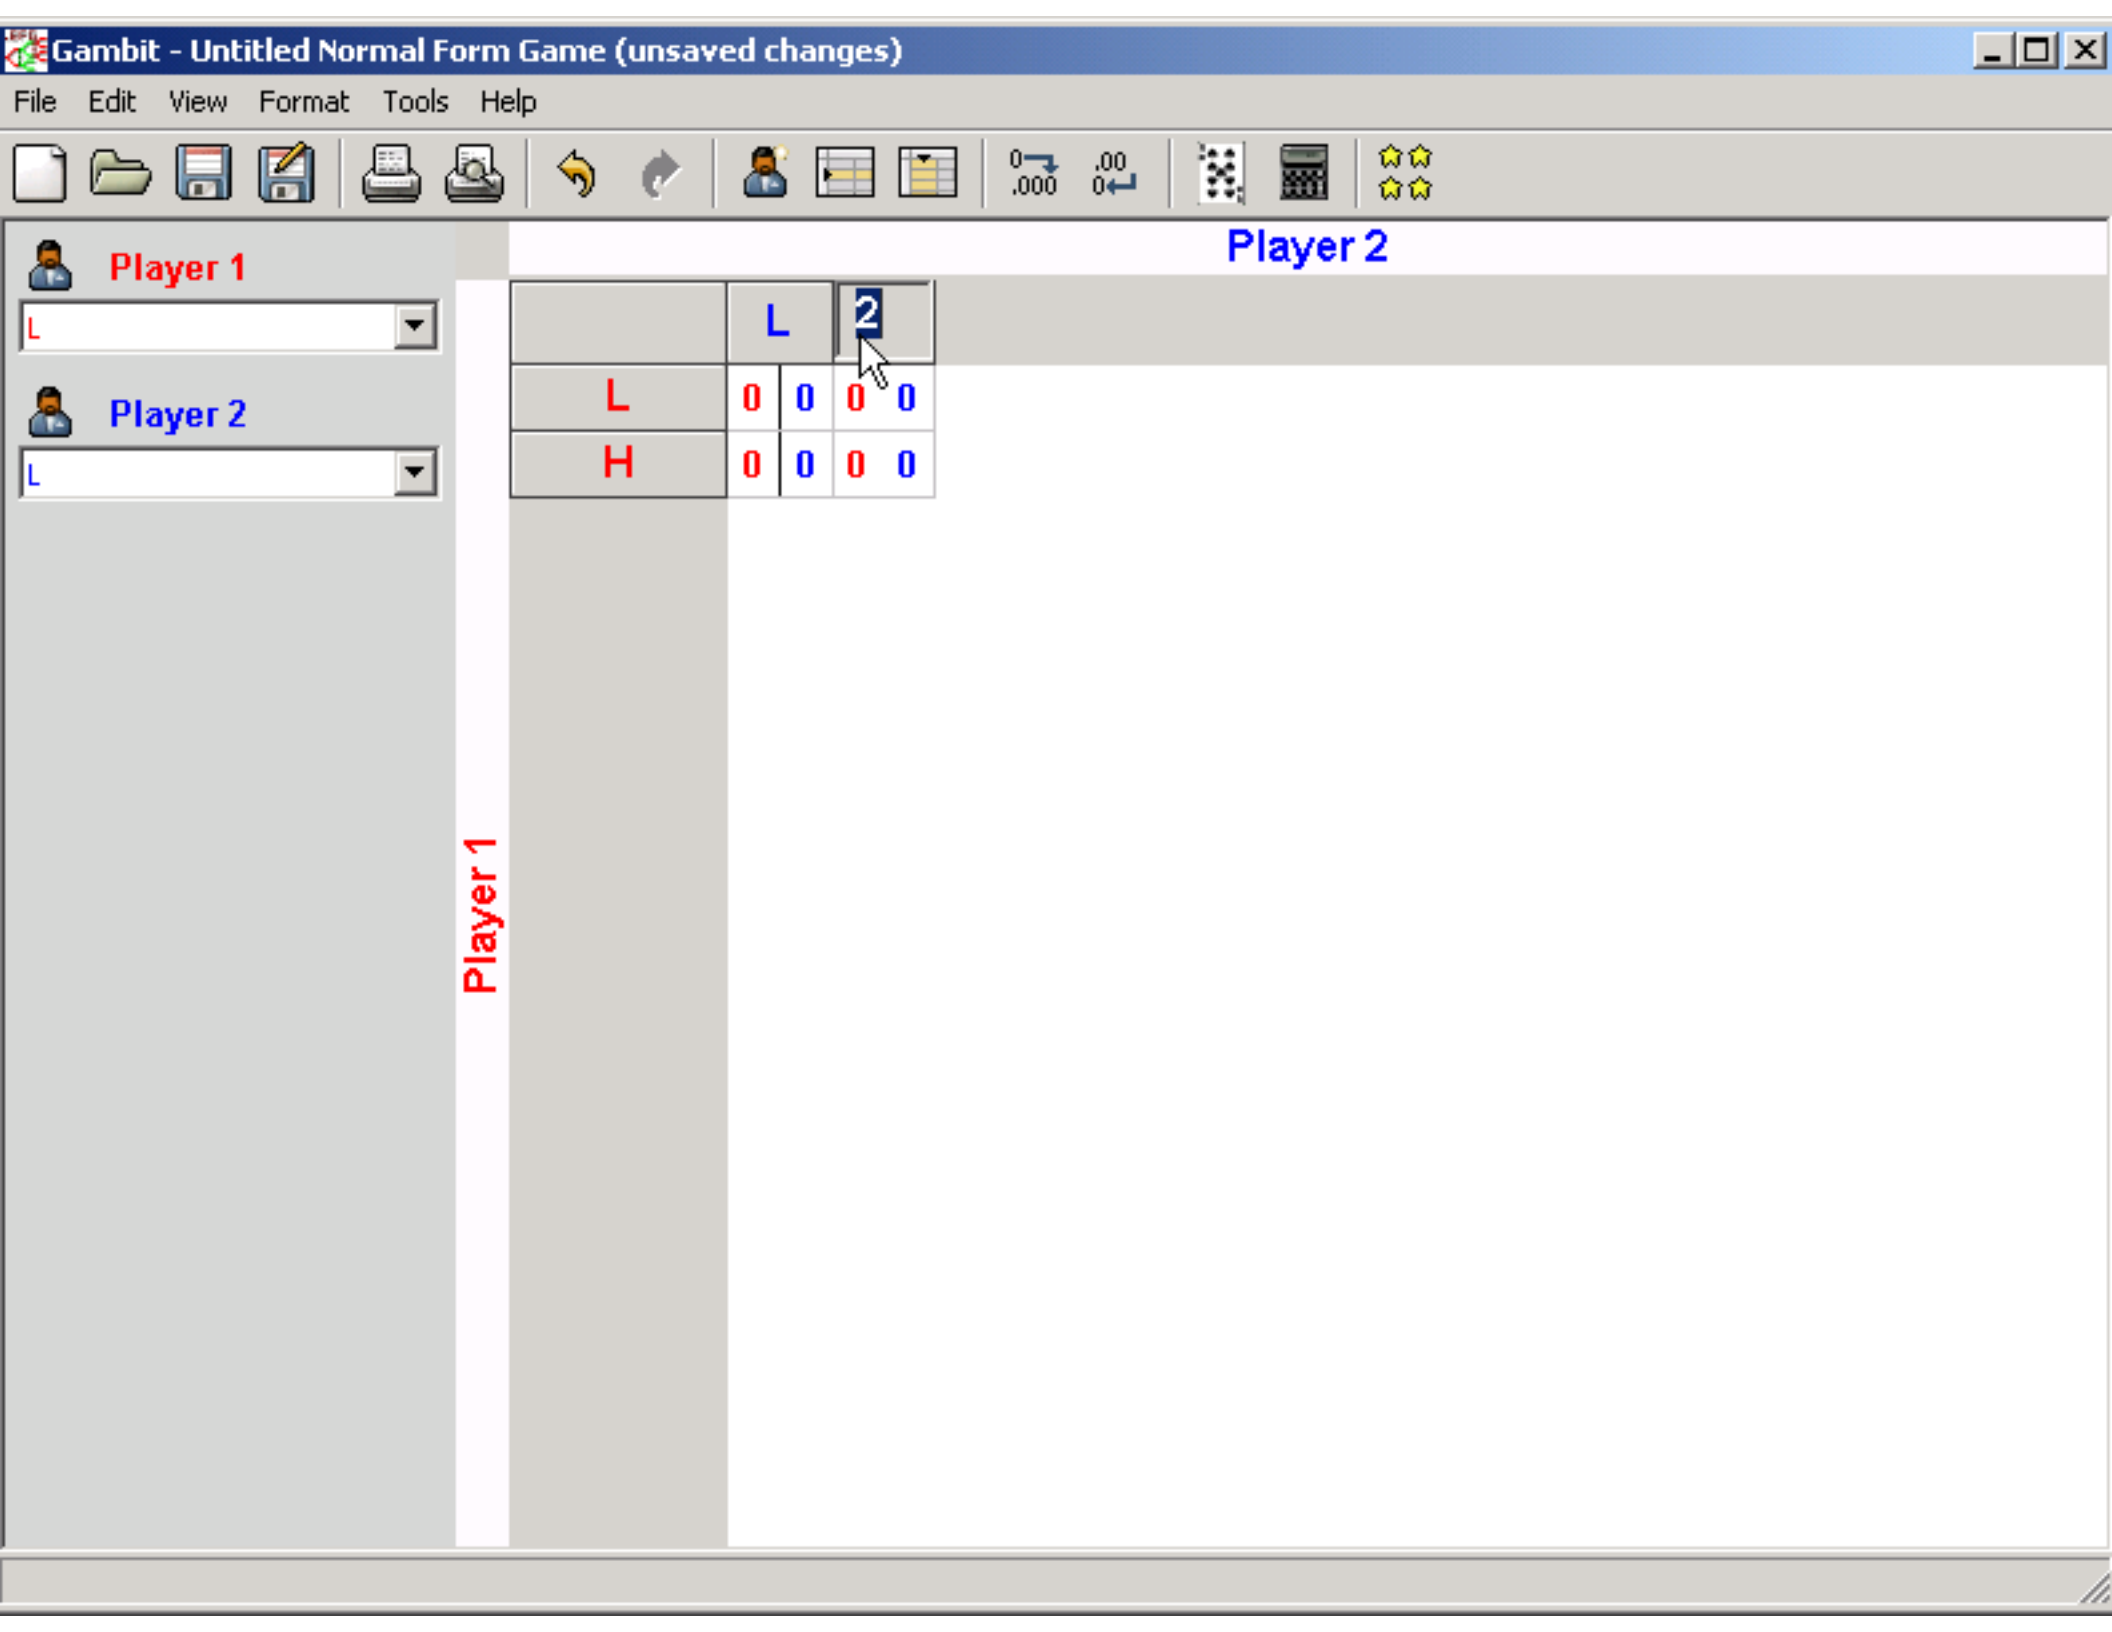 Gambit - Untitled Normal Form Game (unsaved changes)
File Edit View Format Tools Help
0 .000 .00 0
Player 1
L
Player 2
L
Player 2
Player 1
L 2
L 0 0 0 0
H 0 0 0 0